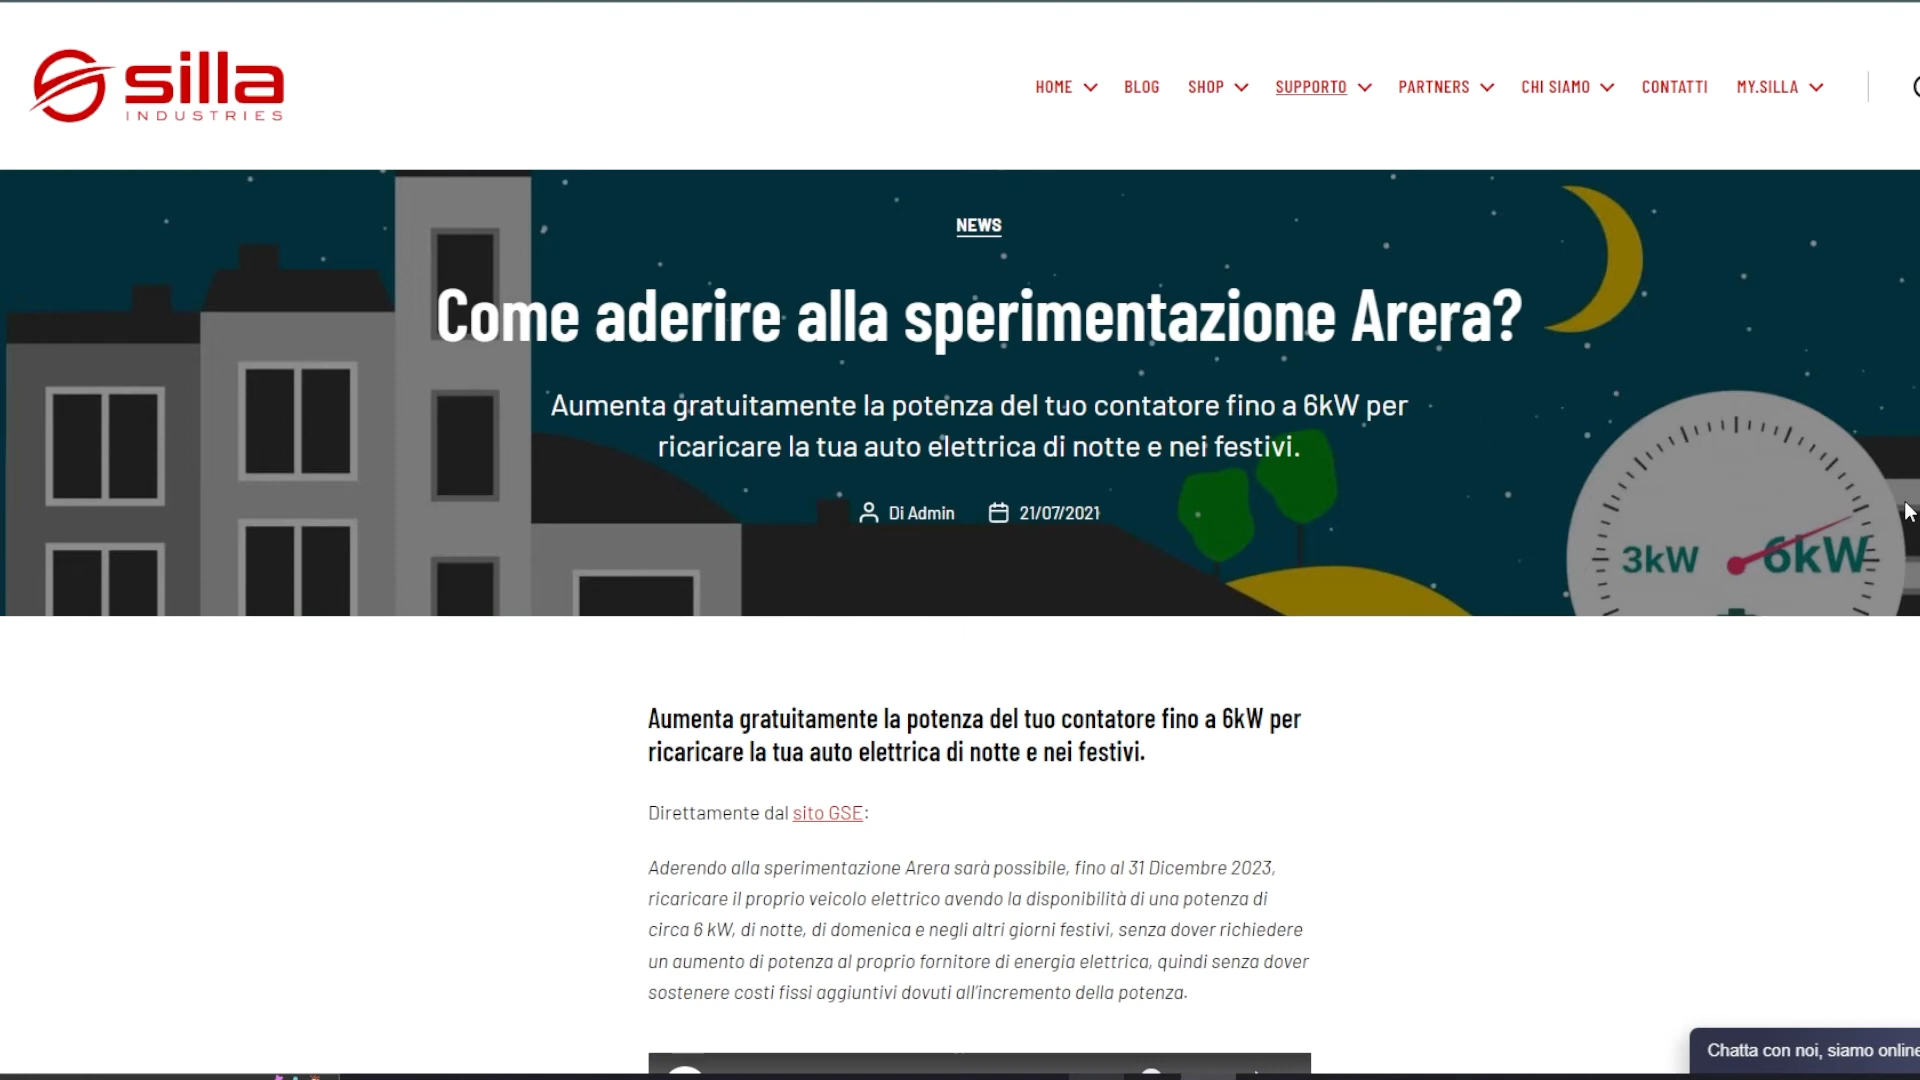 silla
INDUSTRIES
HOME BLOG SHOP SUPPORTO PARTNERS CHI SIAMO CONTATTI MY.SILLA
NEWS
Come aderire alla sperimentazione Arera?
Aumenta gratuitamente la potenza del tuo contatore fino a 6kW per
ricaricare la tua auto elettrica di notte e nei festivi.
Di Admin 21/07/2021
3kW 6kW
Aumenta gratuitamente la potenza del tuo contatore fino a 6kW per
ricaricare la tua auto elettrica di notte e nei festivi.
Direttamente dal sito GSE:
Aderendo alla sperimentazione Arera sarà possibile, fino al 31 Dicembre 2023,
ricaricare il proprio veicolo elettrico avendo la disponibilità di una potenza di
circa 6 kW, di notte, di domenica e negli altri giorni festivi, senza dover richiedere
un aumento di potenza al proprio fornitore di energia elettrica, quindi senza dover
sostenere costi fissi aggiuntivi dovuti all'incremento della potenza.
Chatta con noi, siamo online